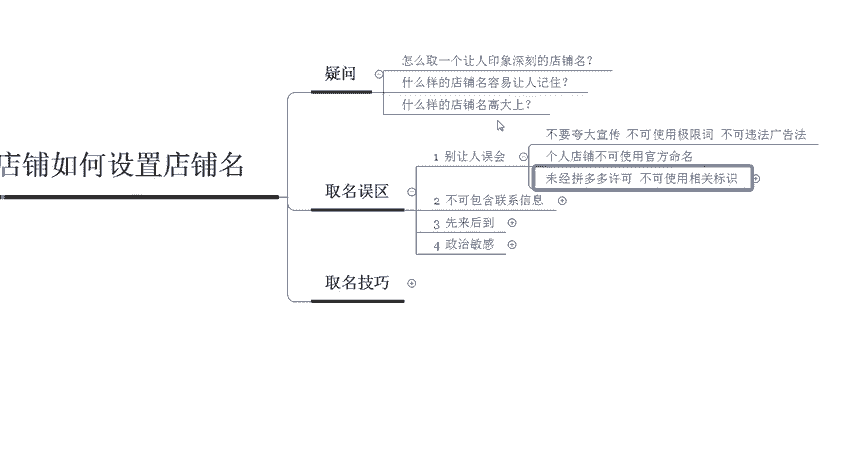 店铺如何设置店铺名
疑问
怎么取一个让人印象深刻的店铺名?
什么样的店铺名容易让人记住?
什么样的店铺名高大上?
取名误区
1 别让人误会
不要夸大宣传 不可使用极限词 不可违法广告法
个人店铺不可使用官方命名
未经拼多多许可 不可使用相关标识
2 不可包含联系信息
3 先来后到
4 政治敏感
取名技巧